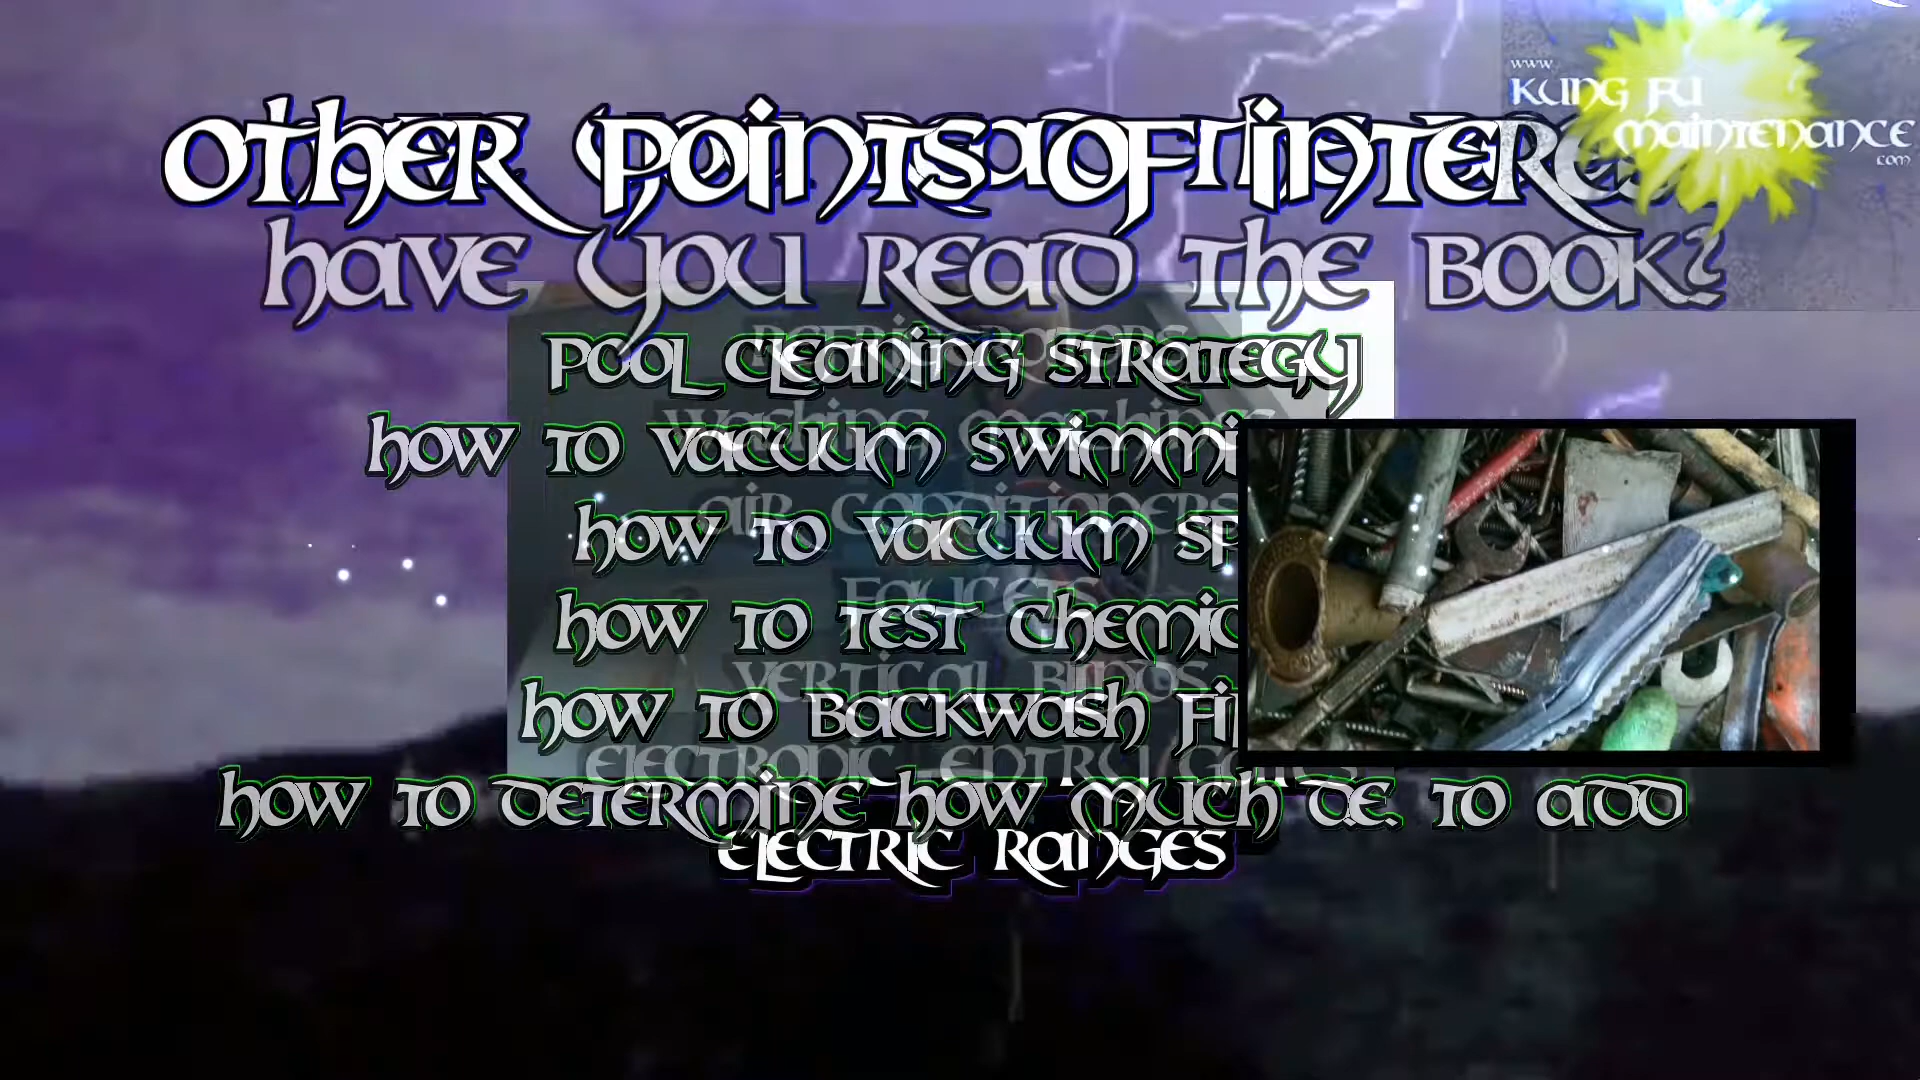 www.
KUNG FU
MAINTENANCE
.com
OTHER POINTS OF INTEREST
HAVE YOU READ THE BOOK?
REFRIGERATORS
POOL CLEANING STRATEGY
WASHING MACHINES
HOW TO VACUUM SWIMMI
AIR CONDITIONERS
HOW TO VACUUM SP
FAUCETS
HOW TO TEST CHEMIC
VERTICAL BLINDS
HOW TO BACKWASH FI
ELECTRONIC ENTRY GATES
HOW TO DETERMINE HOW MUCH D.E. TO ADD
ELECTRIC RANGES